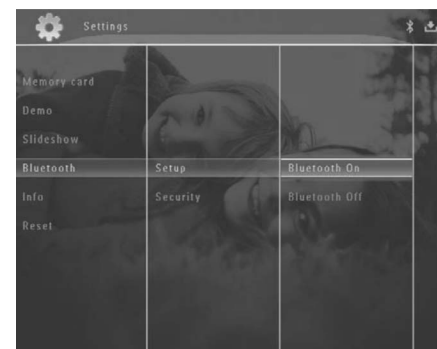 Settings
Memory card
Demo
Slideshow
Bluetooth
Info
Reset
Setup
Security
Bluetooth On
Bluetooth Off